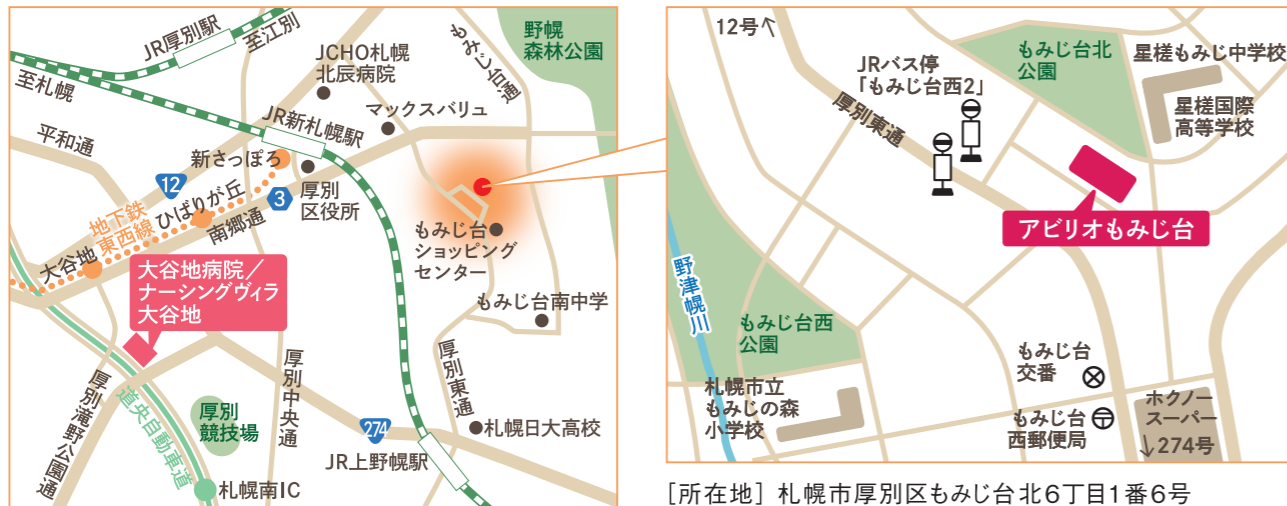 JR厚別駅
至江別
至札幌
JCHO札幌
北辰病院
もみじ台通
野幌
森林公園
マックスバリュ
JR新札幌駅
平和通
新さっぽろ
12
ひばりが丘
3
厚別
区役所
地下鉄
東西線
南郷通
大谷地
もみじ台
ショッピング
センター
大谷地病院／
ナーシングヴィラ
大谷地
もみじ台南中学
厚別滝野公園通
道央自動車道
厚別
競技場
厚別中央通
厚別東通
274
札幌日大高校
JR上野幌駅
札幌南IC
12号↑
JRバス停
「もみじ台西2」
もみじ台北
公園
星槎もみじ中学校
星槎国際
高等学校
厚別東通
アビリオもみじ台
野津幌川
もみじ台西
公園
もみじ台
交番
札幌市立
もみじの森
小学校
もみじ台
西郵便局
ホクノー
スーパー
↓274号
［所在地］札幌市厚別区もみじ台北6丁目1番6号